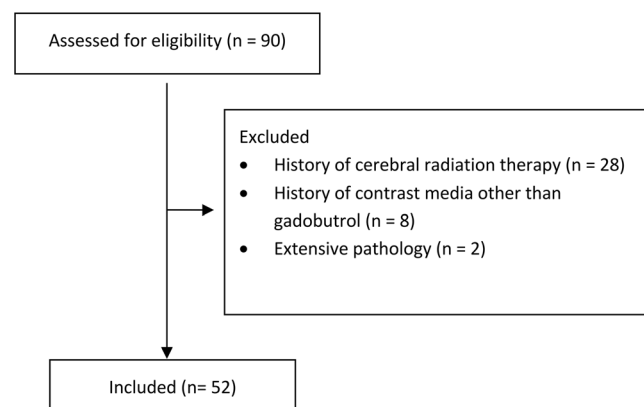 Assessed for eligibility (n = 90)
Excluded
• History of cerebral radiation therapy (n = 28)
• History of contrast media other than
gadobutrol (n = 8)
• Extensive pathology (n = 2)
Included (n= 52)